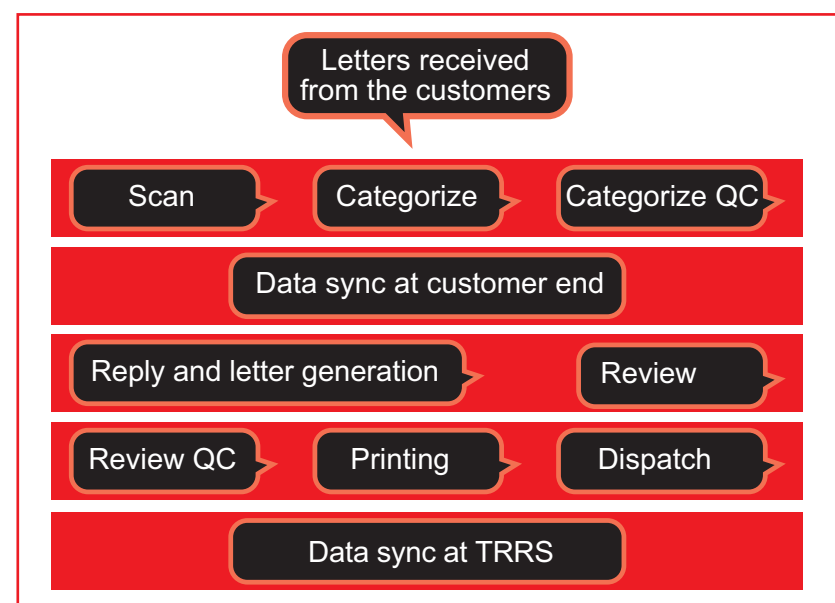 Letters received
from the customers
Scan
Categorize
Categorize QC
Data sync at customer end
Reply and letter generation
Review
Review QC
Printing
Dispatch
Data sync at TRRS